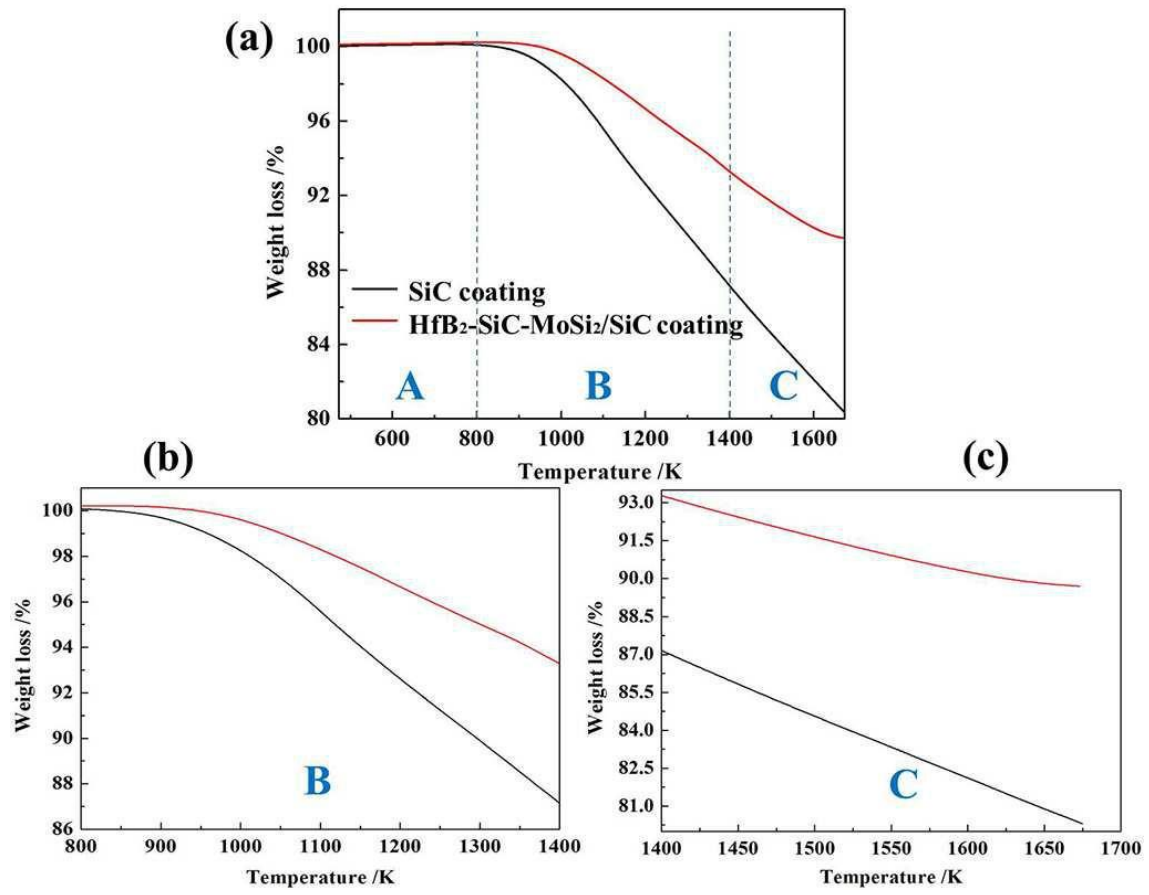 (a)
100
96
92
88
84
80
Weight loss /%
SiC coating
HfB₂-SiC-MoSi₂/SiC coating
A
B
C
600
800
1000
1200
1400
1600
Temperature /K
(b)
100
98
96
94
92
90
88
86
Weight loss /%
B
800
900
1000
1100
1200
1300
1400
Temperature /K
(c)
93.0
91.5
90.0
88.5
87.0
85.5
84.0
82.5
81.0
Weight loss /%
C
1400
1450
1500
1550
1600
1650
1700
Temperature /K